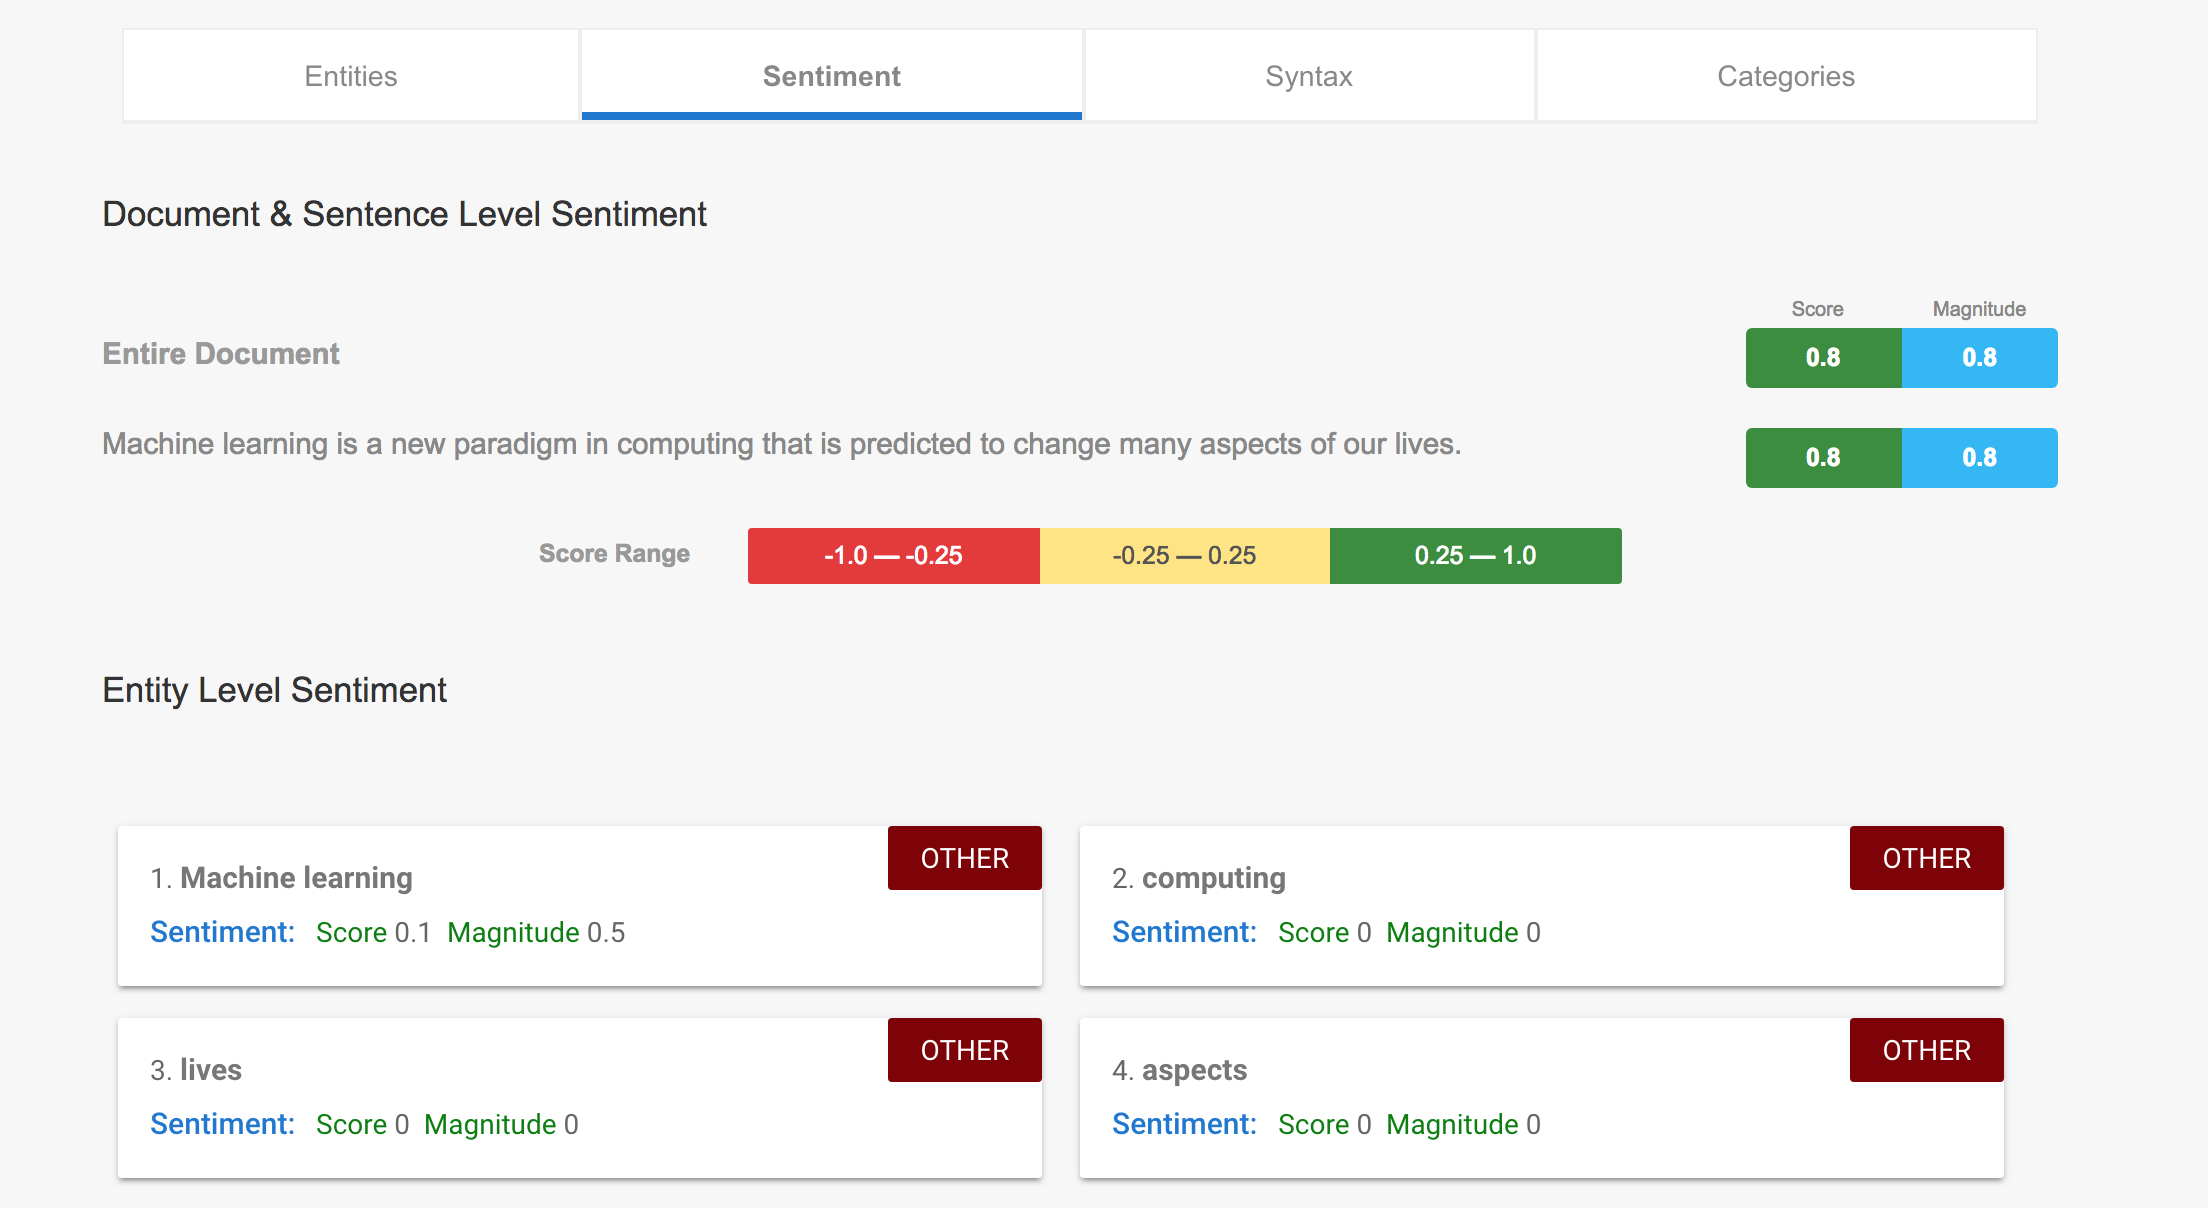 Entities Sentiment Syntax Categories
Document & Sentence Level Sentiment
Score Magnitude
Entire Document 0.8 0.8
Machine learning is a new paradigm in computing that is predicted to change many aspects of our lives. 0.8 0.8
Score Range -1.0 — -0.25 -0.25 — 0.25 0.25 — 1.0
Entity Level Sentiment
OTHER
1. Machine learning
Sentiment: Score 0.1 Magnitude 0.5
OTHER
2. computing
Sentiment: Score 0 Magnitude 0
OTHER
3. lives
Sentiment: Score 0 Magnitude 0
OTHER
4. aspects
Sentiment: Score 0 Magnitude 0